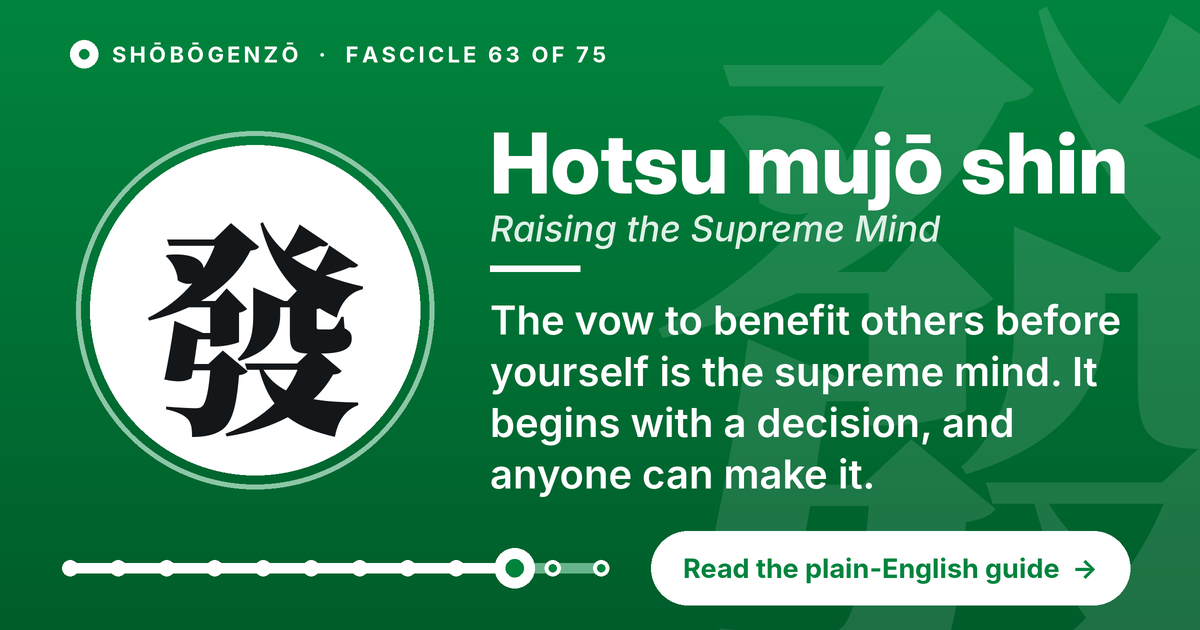 SHŌBŌGENZŌ · FASCICLE 63 OF 75
發
Hotsu mujō shin
Raising the Supreme Mind
The vow to benefit others before
yourself is the supreme mind. It
begins with a decision, and
anyone can make it.
Read the plain-English guide →